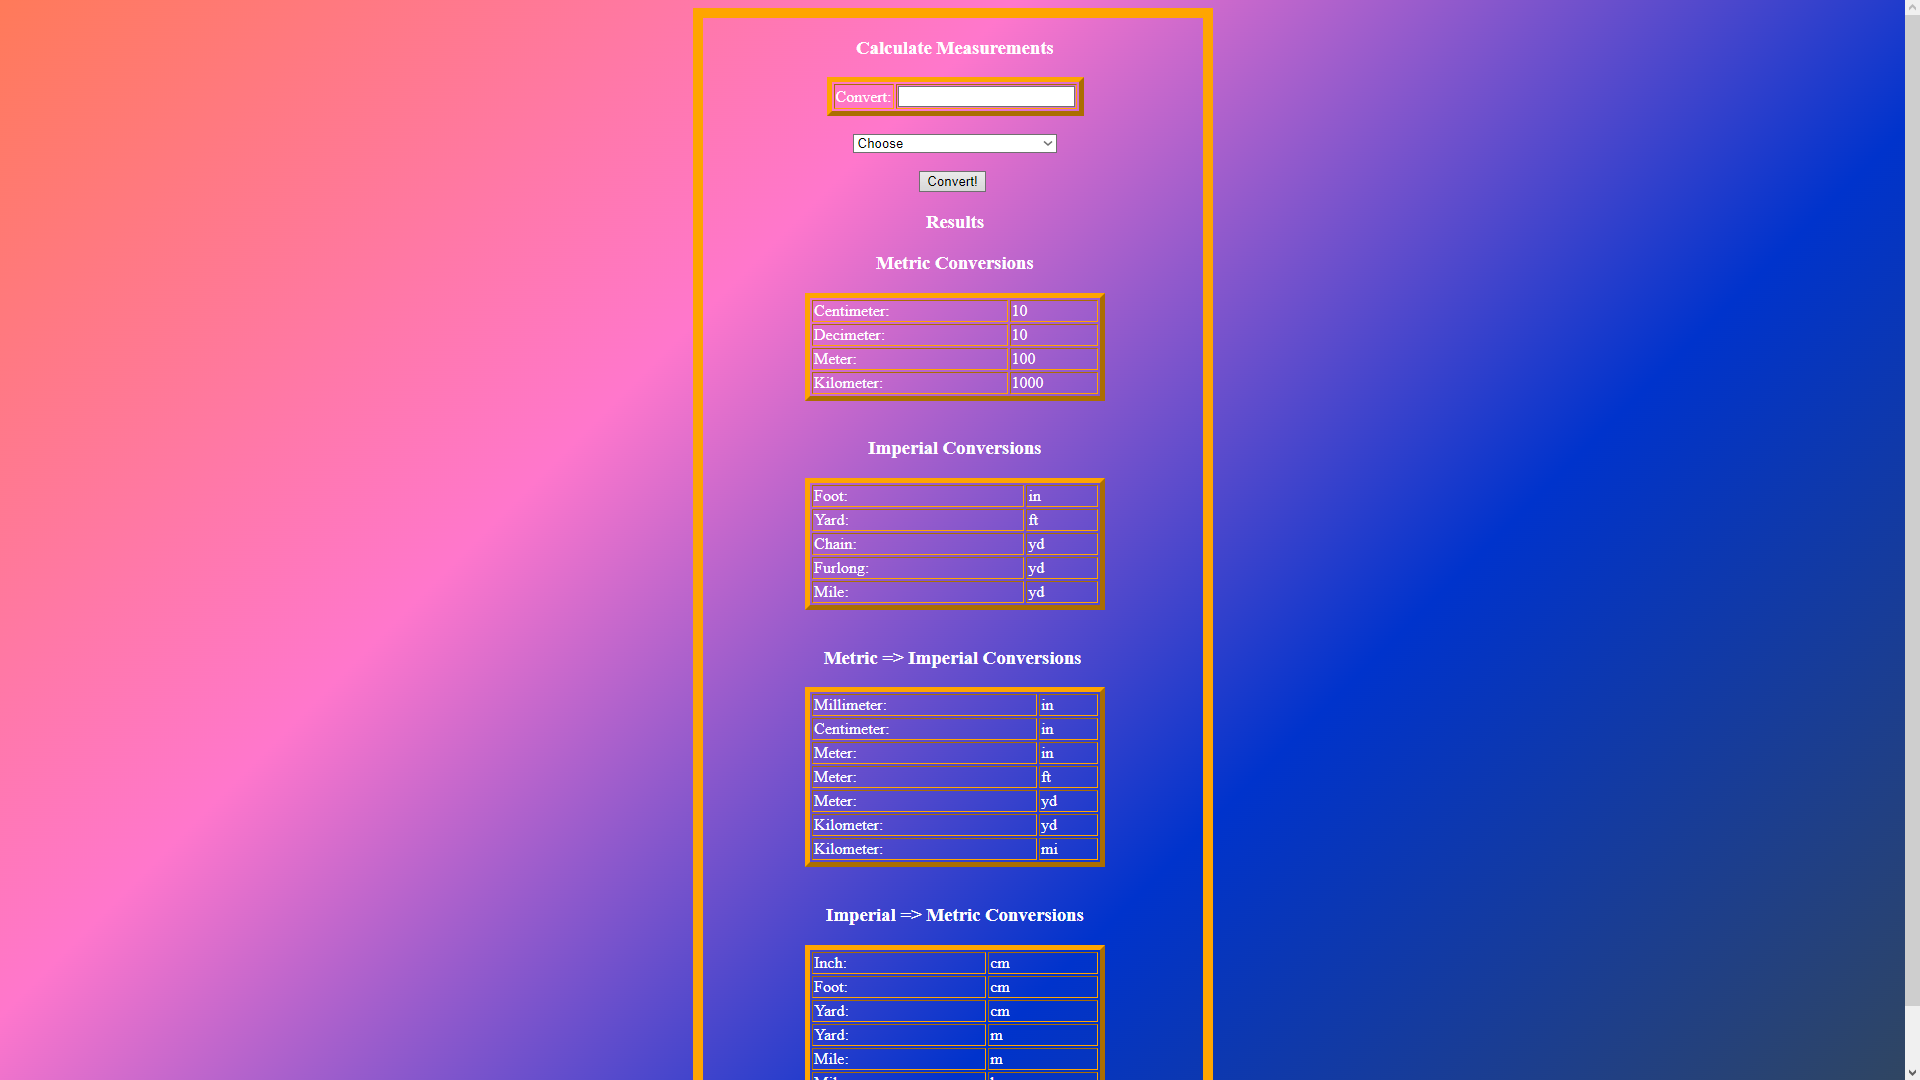 Calculate Measurements
Convert:
Choose
Convert!
Results
Metric Conversions
Centimeter: 10
Decimeter: 10
Meter: 100
Kilometer: 1000
Imperial Conversions
Foot: in
Yard: ft
Chain: yd
Furlong: yd
Mile: yd
Metric => Imperial Conversions
Millimeter: in
Centimeter: in
Meter: in
Meter: ft
Meter: yd
Kilometer: yd
Kilometer: mi
Imperial => Metric Conversions
Inch: cm
Foot: cm
Yard: cm
Yard: m
Mile: m